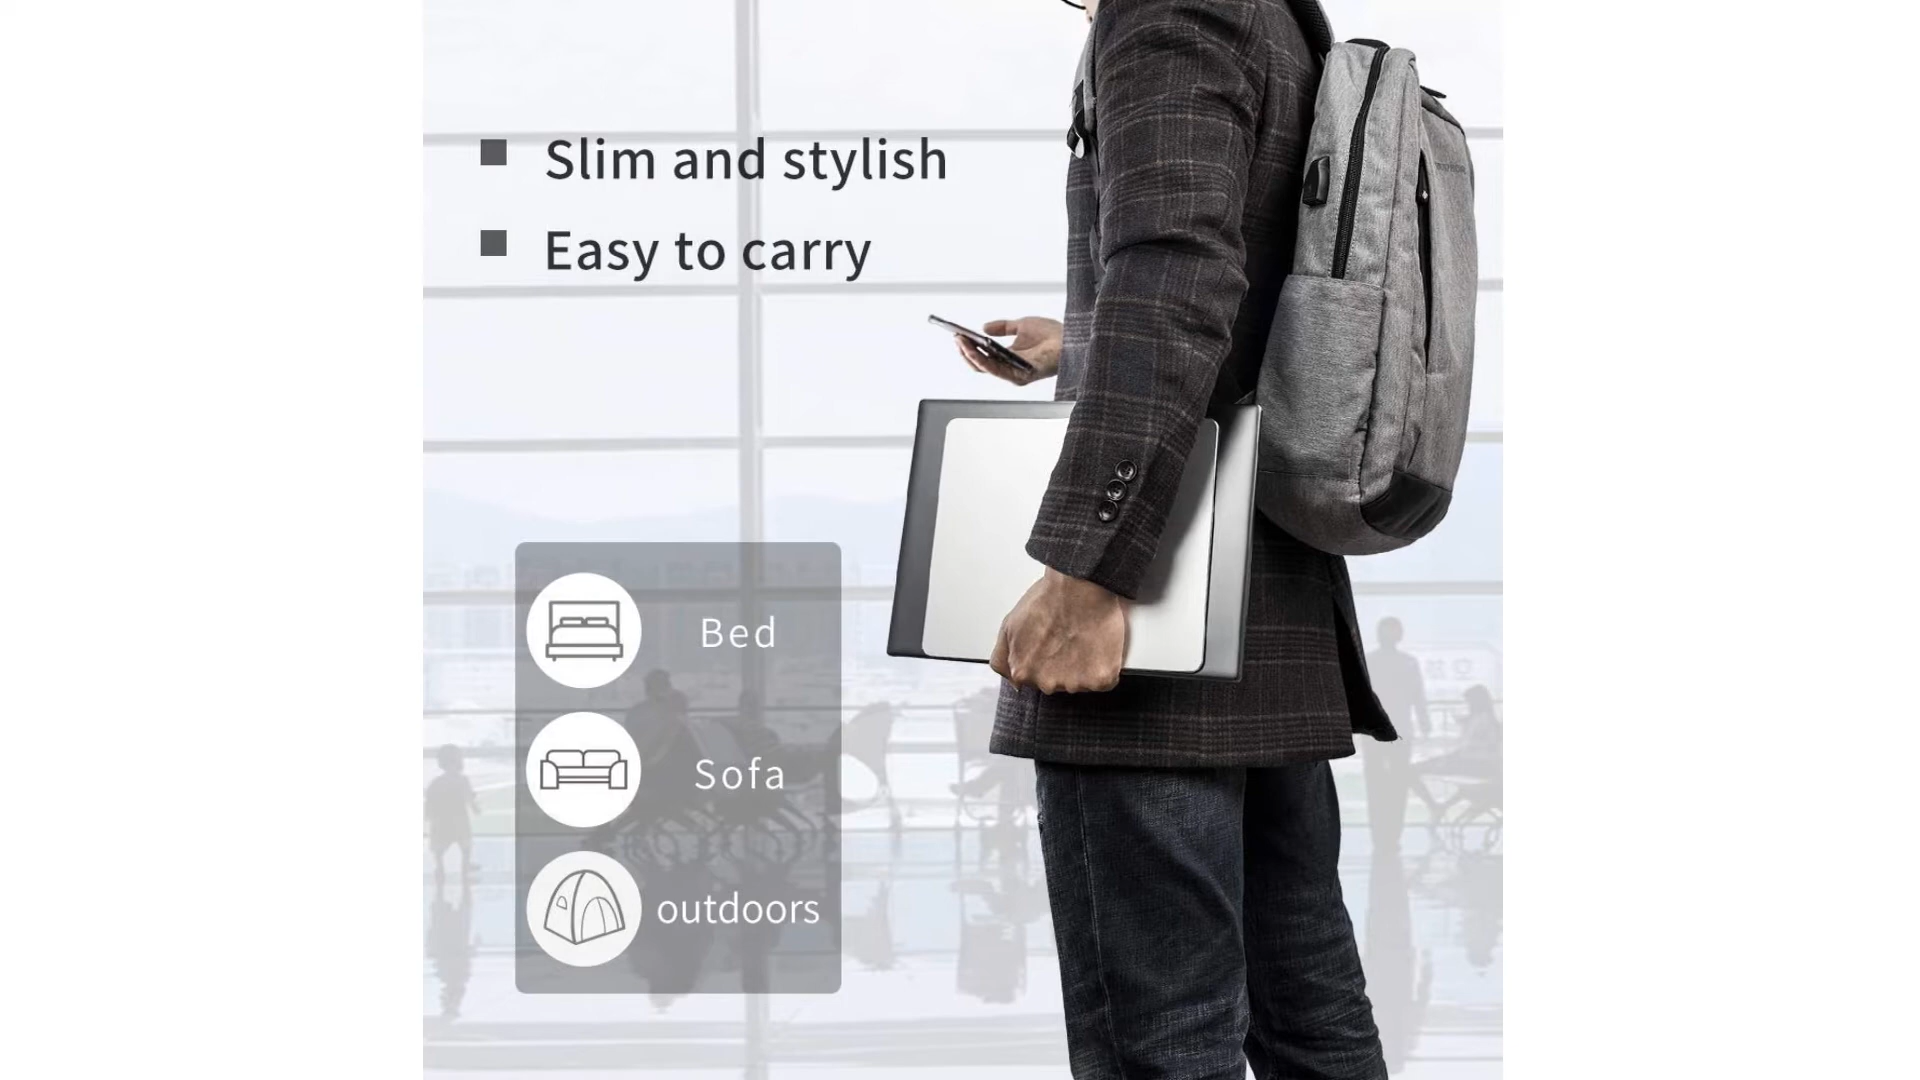 Slim and stylish
Easy to carry
Bed
Sofa
outdoors